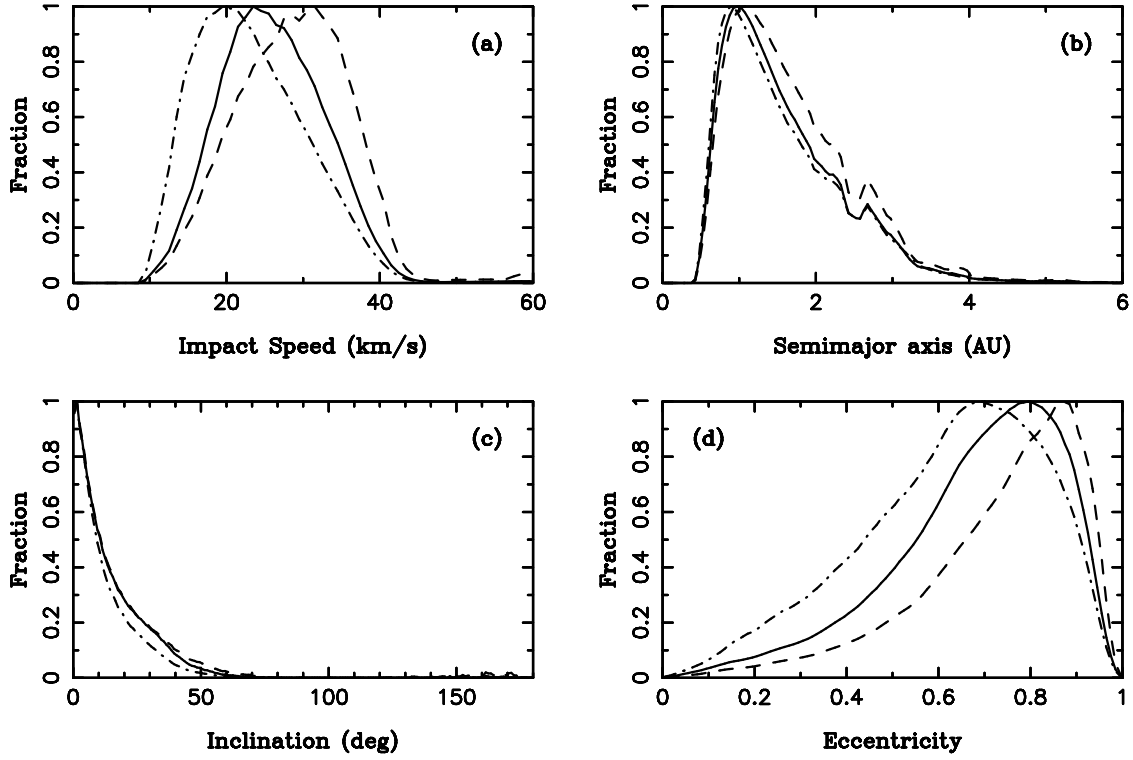 (a)
Fraction
0 0.2 0.4 0.6 0.8 1
0 20 40 60
Impact Speed (km/s)
(b)
Fraction
0 0.2 0.4 0.6 0.8 1
0 2 4 6
Semimajor axis (AU)
(c)
Fraction
0 0.2 0.4 0.6 0.8 1
0 50 100 150
Inclination (deg)
(d)
Fraction
0 0.2 0.4 0.6 0.8 1
0 0.2 0.4 0.6 0.8 1
Eccentricity